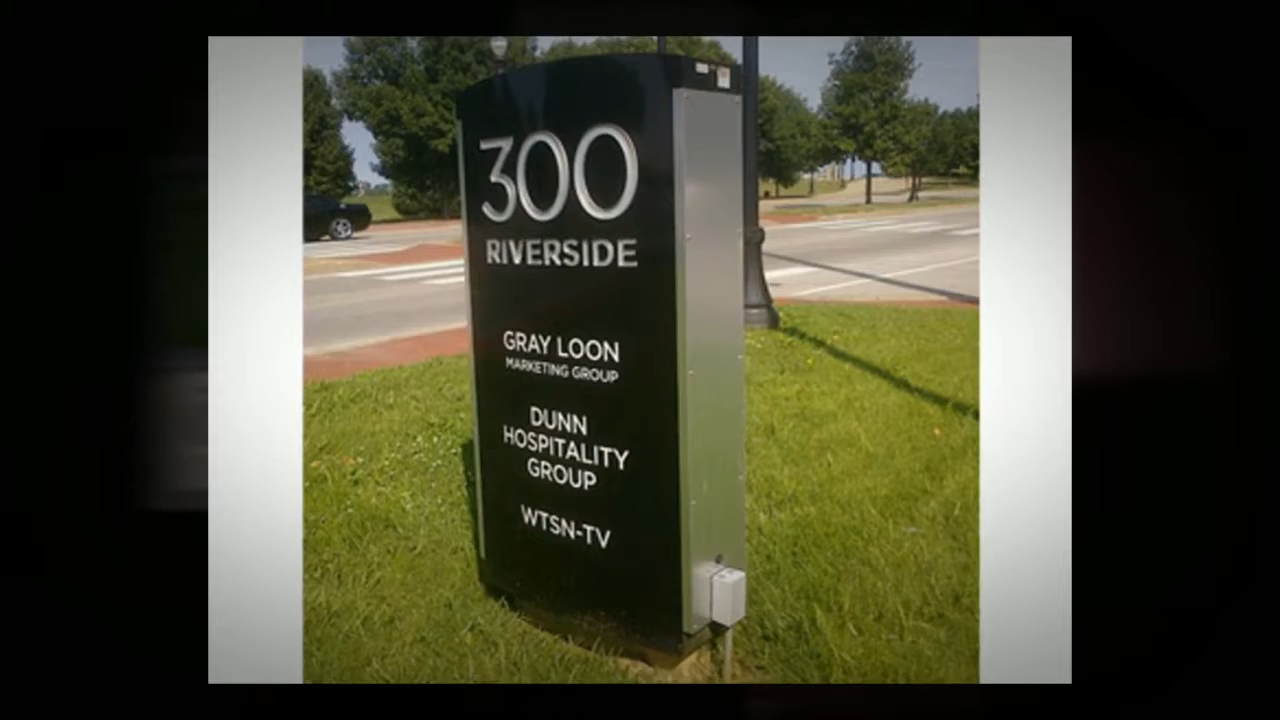 300
RIVERSIDE
GRAY LOON
MARKETING GROUP
DUNN
HOSPITALITY
GROUP
WTSN-TV